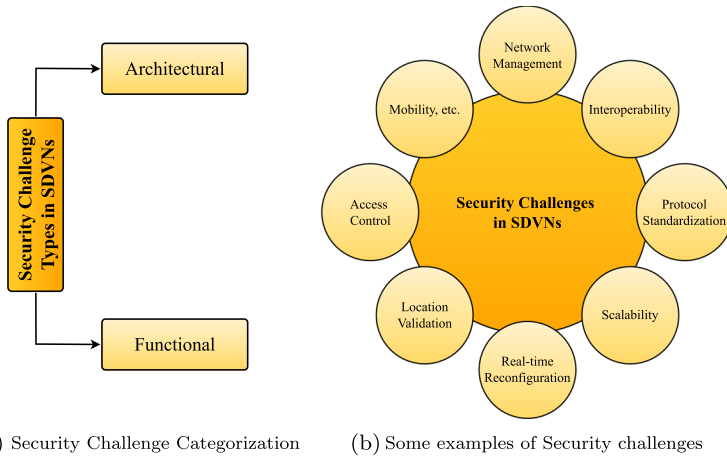 Architectural
Security Challenge
Types in SDVNs
Functional
) Security Challenge Categorization
Network
Management
Mobility, etc.
Interoperability
Access
Control
Security Challenges
in SDVNs
Protocol
Standardization
Location
Validation
Scalability
Real-time
Reconfiguration
(b) Some examples of Security challenges